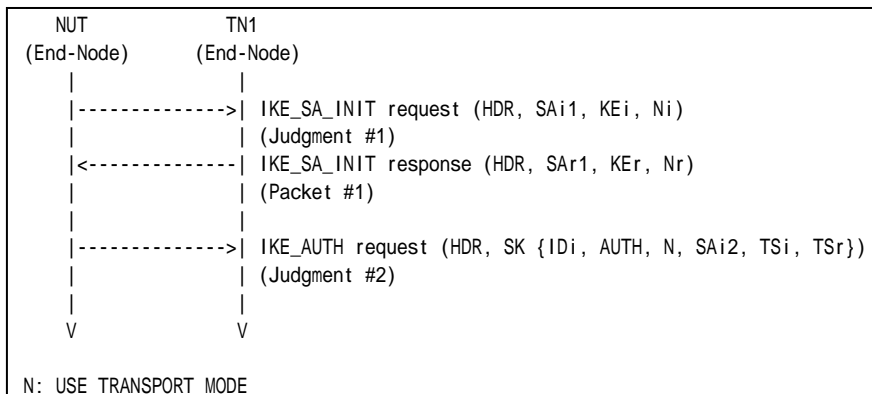 NUT TN1
(End-Node) (End-Node)
| |
|-------------->| IKE_SA_INIT request (HDR, SAi1, KEi, Ni)
| | (Judgment #1)
|<--------------| IKE_SA_INIT response (HDR, SAr1, KEr, Nr)
| | (Packet #1)
| |
|-------------->| IKE_AUTH request (HDR, SK {IDi, AUTH, N, SAi2, TSi, TSr})
| | (Judgment #2)
| |
V V
N: USE TRANSPORT MODE